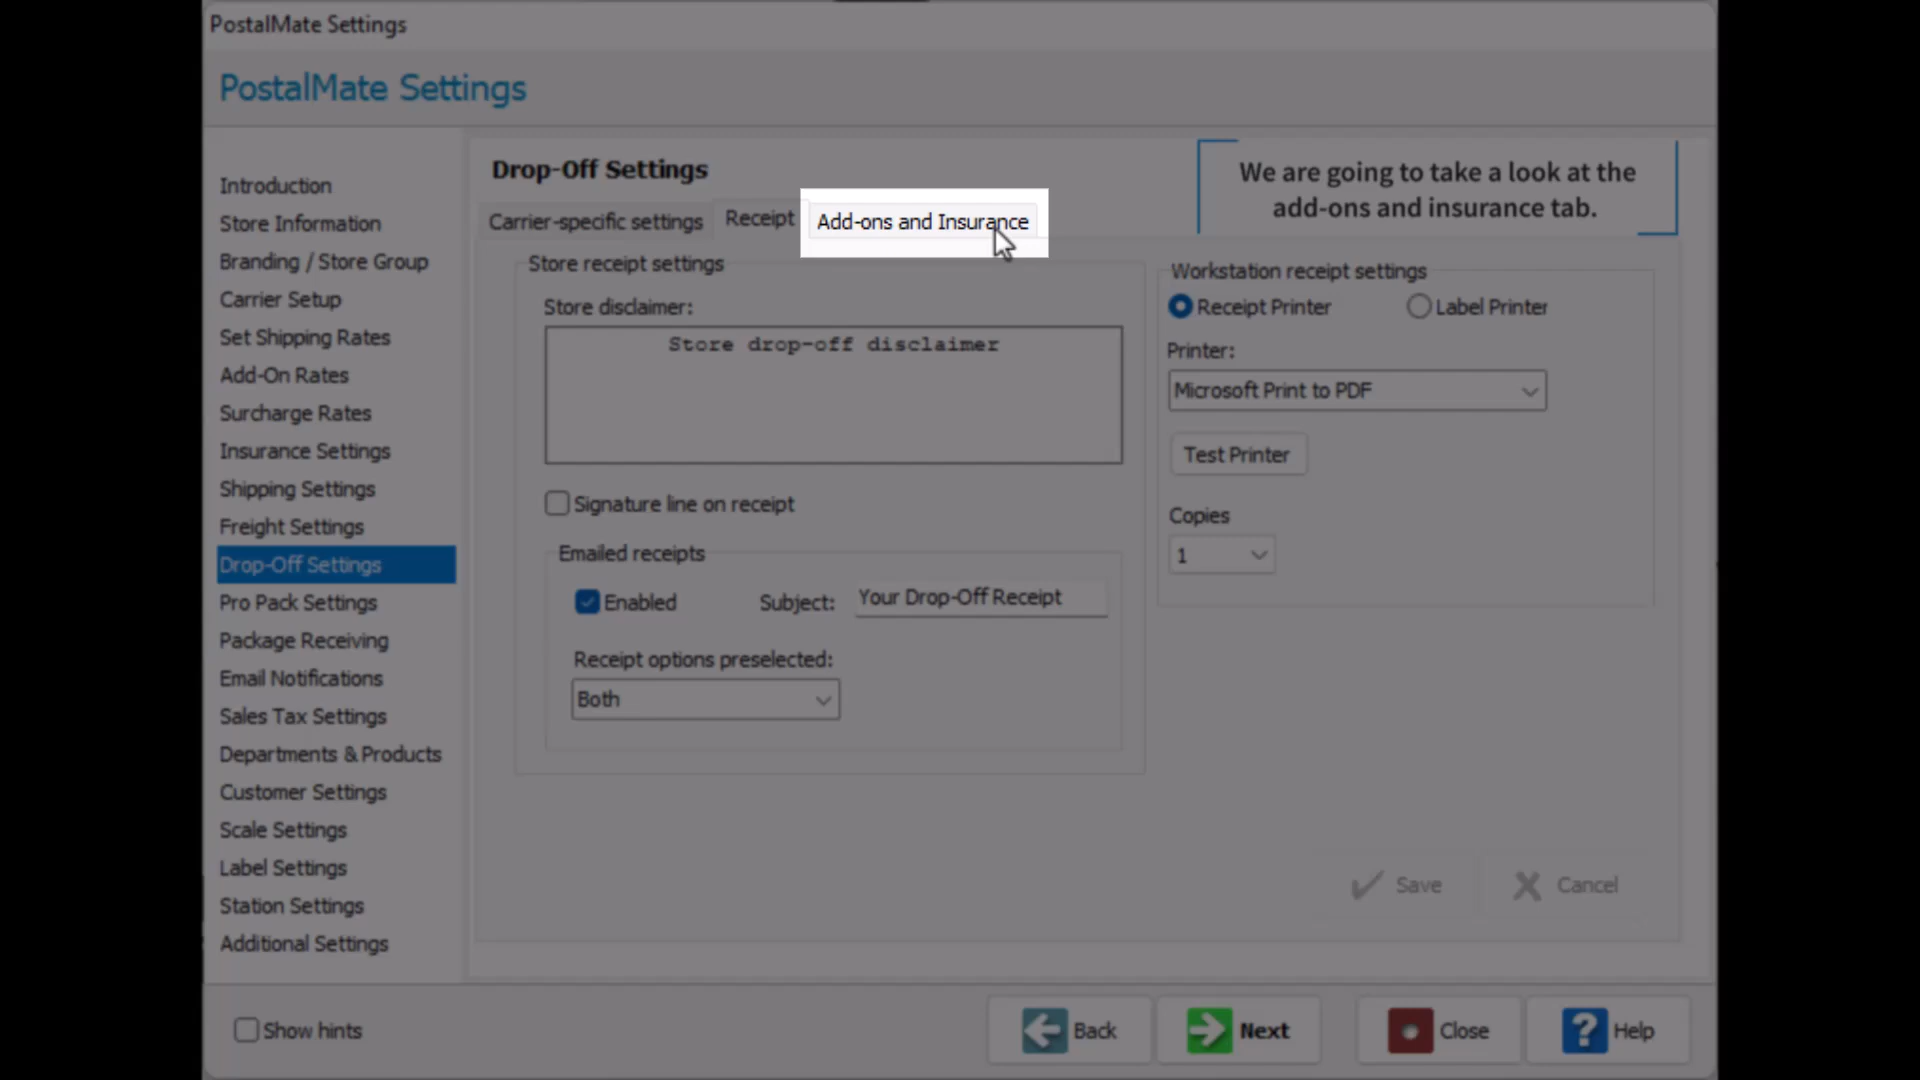 PostalMate Settings
PostalMate Settings
Introduction
Store Information
Branding / Store Group
Carrier Setup
Set Shipping Rates
Add-On Rates
Surcharge Rates
Insurance Settings
Shipping Settings
Freight Settings
Drop-Off Settings
Pro Pack Settings
Package Receiving
Email Notifications
Sales Tax Settings
Departments & Products
Customer Settings
Scale Settings
Label Settings
Station Settings
Additional Settings
Drop-Off Settings
We are going to take a look at the
add-ons and insurance tab.
Carrier-specific settings
Receipt
Add-ons and Insurance
Store receipt settings
Store disclaimer:
Store drop-off disclaimer
Signature line on receipt
Emailed receipts
Enabled
Subject:
Your Drop-Off Receipt
Receipt options preselected:
Both
Workstation receipt settings
Receipt Printer
Label Printer
Printer:
Microsoft Print to PDF
Test Printer
Copies
1
Save
Cancel
Show hints
Back
Next
Close
? Help